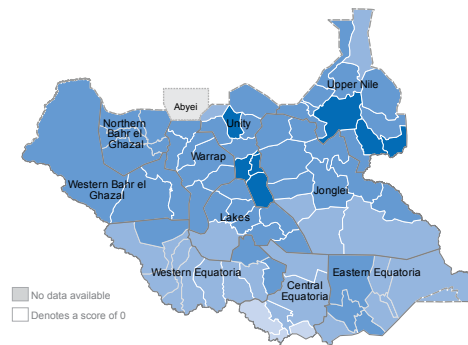 Upper Nile
Abyei
Northern
Bahr el
Ghazal
Unity
Warrap
Western Bahr el
Ghazal
Jonglei
Lakes
Western Equatoria
Central
Equatoria
Eastern Equatoria
No data available
Denotes a score of 0